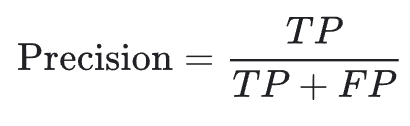 Precision = TP / (TP + FP)